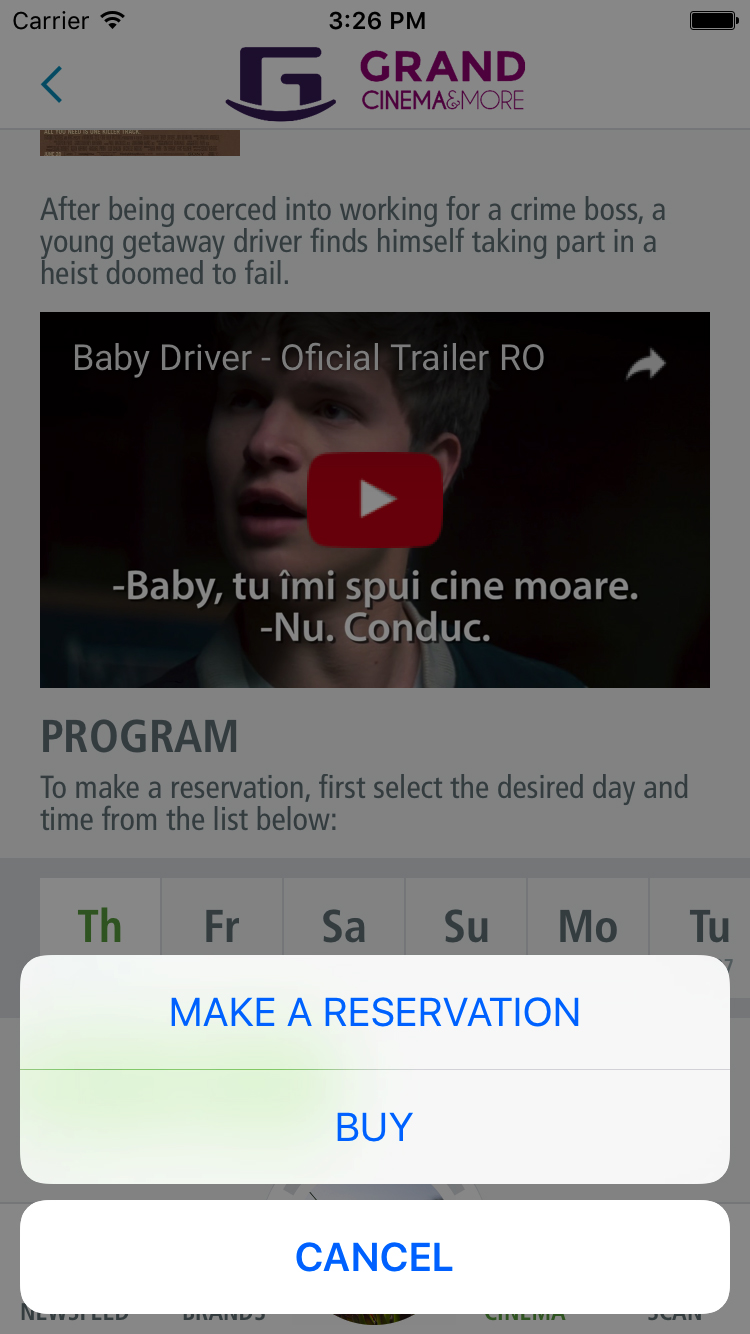 Carrier
3:26 PM
GRAND
CINEMA&MORE
ALL YOU NEED IS ONE KILLER TRACK.
After being coerced into working for a crime boss, a
young getaway driver finds himself taking part in a
heist doomed to fail.
Baby Driver - Oficial Trailer RO
-Baby, tu îmi spui cine moare.
-Nu. Conduc.
PROGRAM
To make a reservation, first select the desired day and
time from the list below:
Th Fr Sa Su Mo Tu
7
MAKE A RESERVATION
BUY
CANCEL
NEWSFEED BRANDS CINEMA SCAN